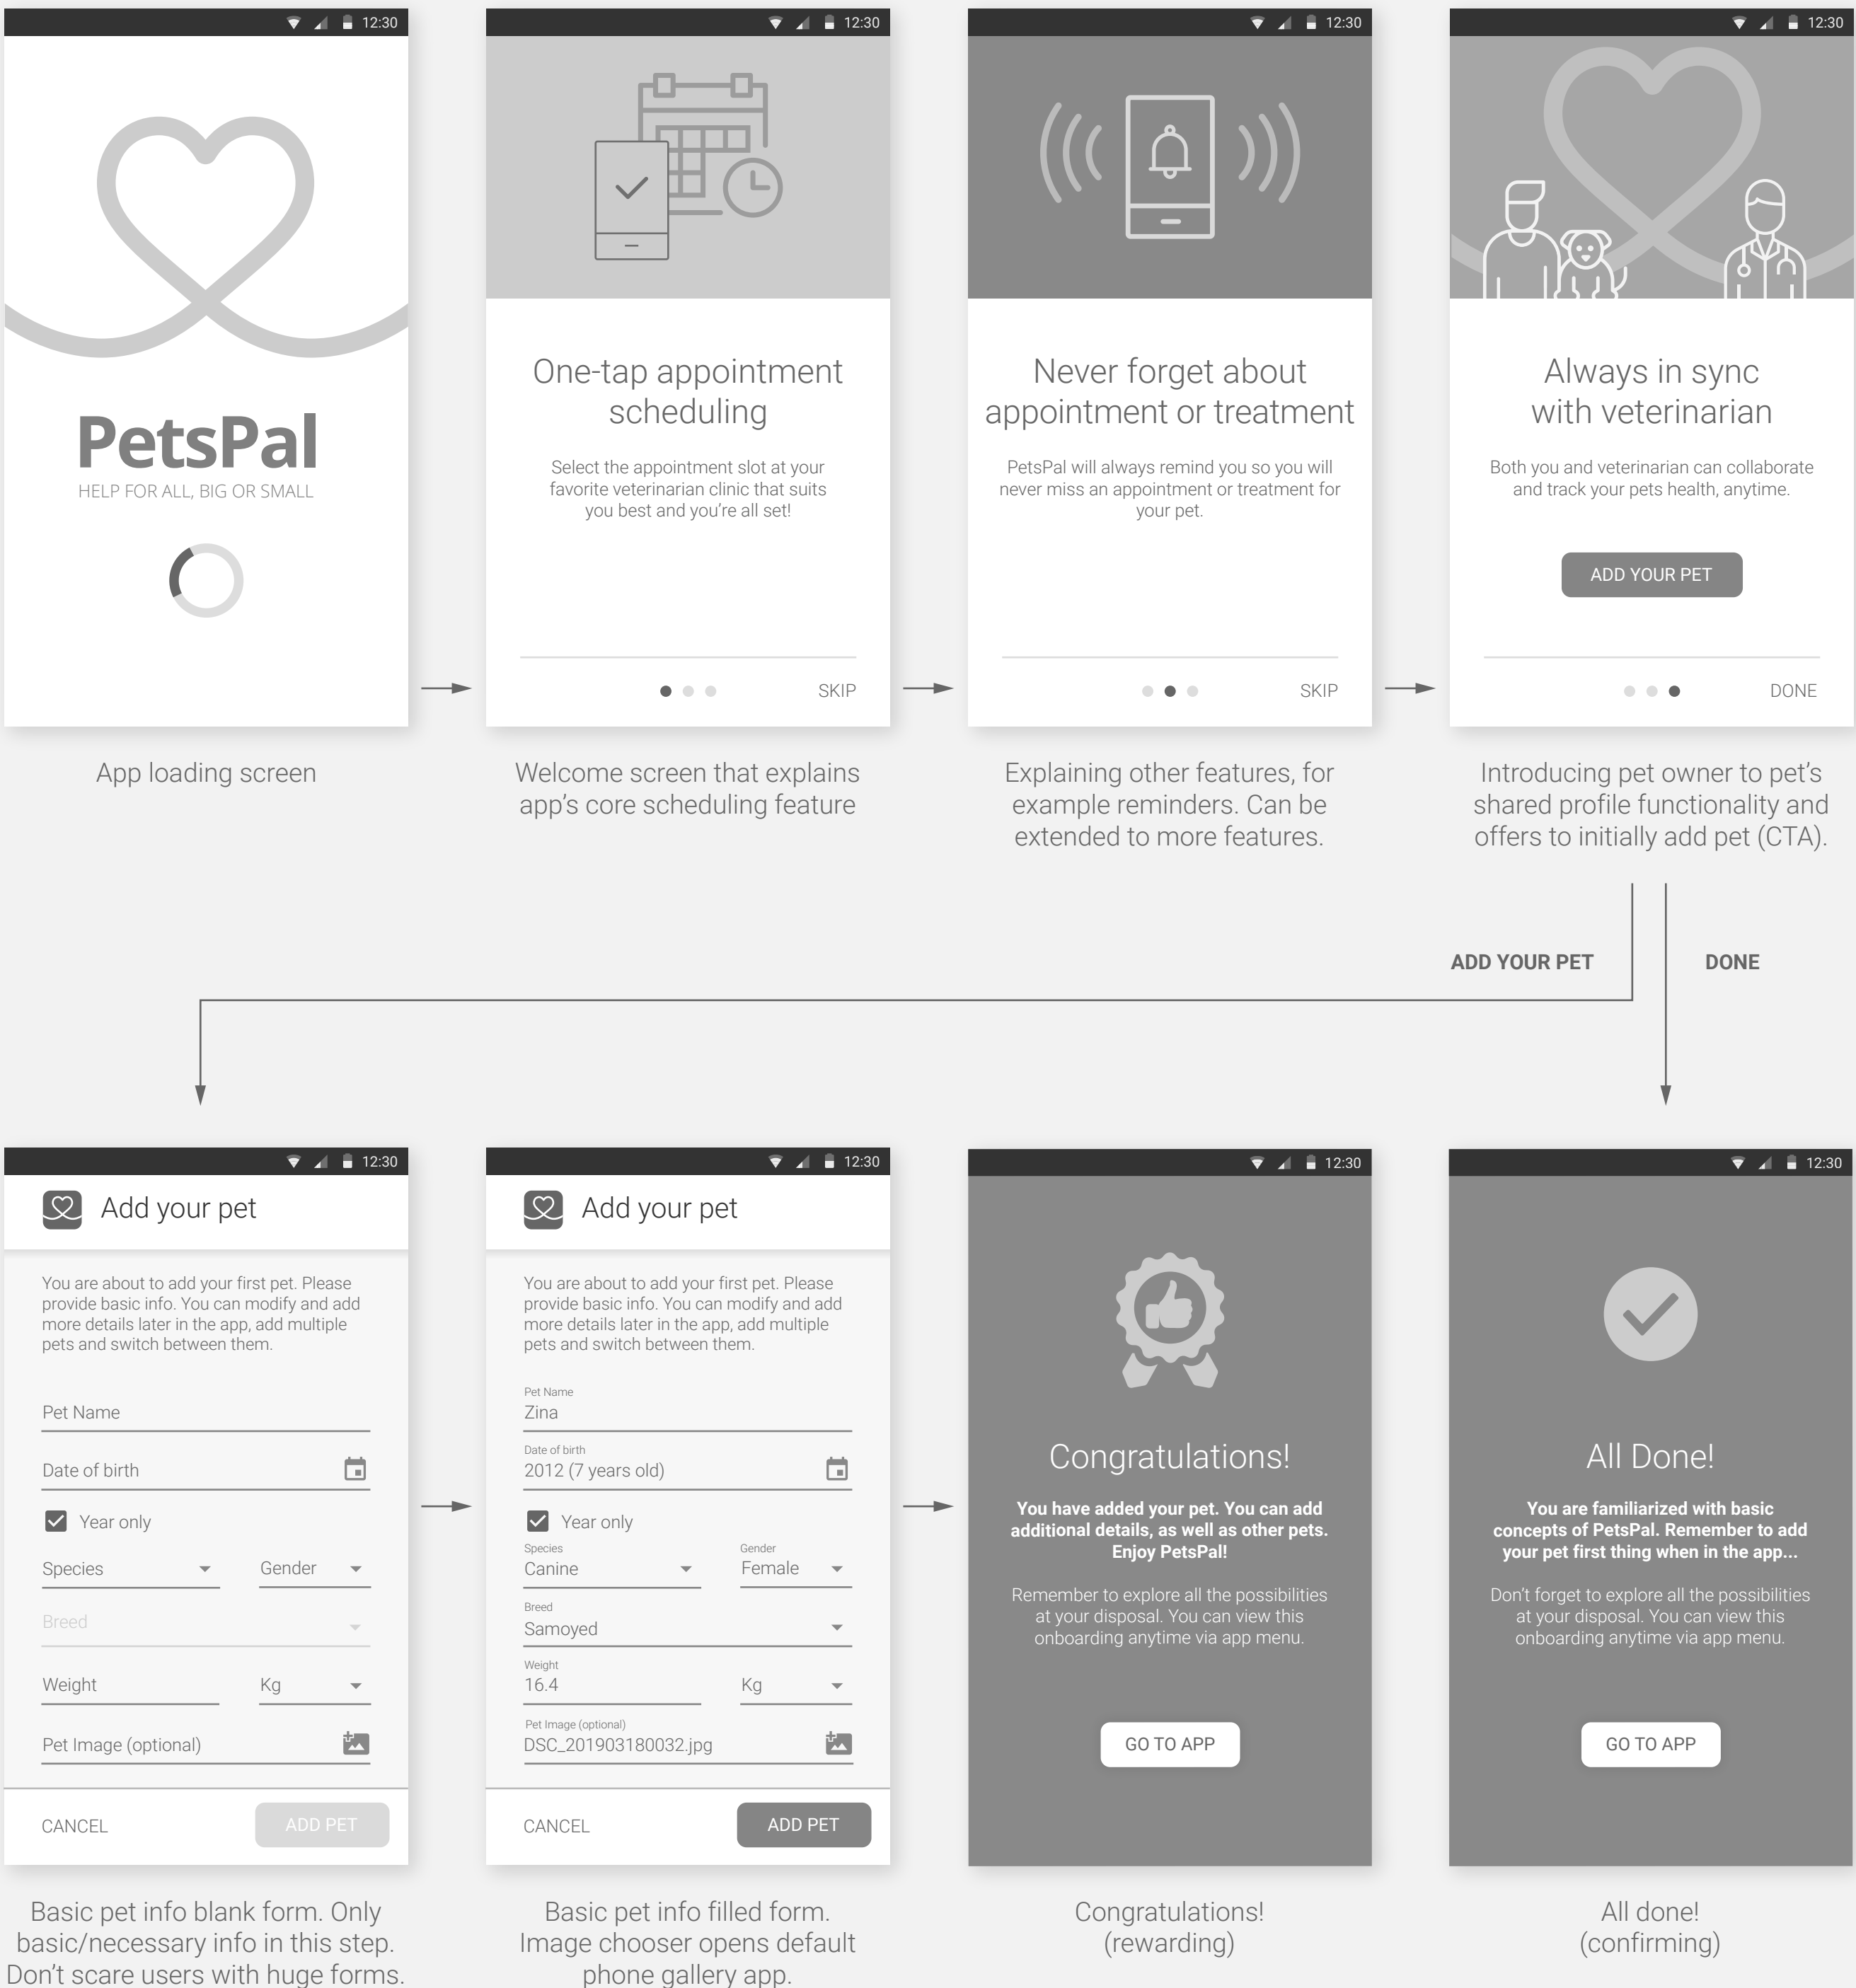 12:30
PetsPal
HELP FOR ALL, BIG OR SMALL
App loading screen
12:30
One-tap appointment
scheduling
Select the appointment slot at your
favorite veterinarian clinic that suits
you best and you're all set!
SKIP
Welcome screen that explains
app's core scheduling feature
12:30
Never forget about
appointment or treatment
PetsPal will always remind you so you will
never miss an appointment or treatment for
your pet.
SKIP
Explaining other features, for
example reminders. Can be
extended to more features.
12:30
Always in sync
with veterinarian
Both you and veterinarian can collaborate
and track your pets health, anytime.
ADD YOUR PET
DONE
Introducing pet owner to pet's
shared profile functionality and
offers to initially add pet (CTA).
ADD YOUR PET
DONE
12:30
Add your pet
You are about to add your first pet. Please
provide basic info. You can modify and add
more details later in the app, add multiple
pets and switch between them.
Pet Name
Date of birth
Year only
Species
Gender
Breed
Weight
Kg
Pet Image (optional)
CANCEL
ADD PET
Basic pet info blank form. Only
basic/necessary info in this step.
Don't scare users with huge forms.
12:30
Add your pet
You are about to add your first pet. Please
provide basic info. You can modify and add
more details later in the app, add multiple
pets and switch between them.
Pet Name
Zina
Date of birth
2012 (7 years old)
Year only
Species
Canine
Gender
Female
Breed
Samoyed
Weight
16.4
Kg
Pet Image (optional)
DSC_201903180032.jpg
CANCEL
ADD PET
Basic pet info filled form.
Image chooser opens default
phone gallery app.
12:30
Congratulations!
You have added your pet. You can add
additional details, as well as other pets.
Enjoy PetsPal!
Remember to explore all the possibilities
at your disposal. You can view this
onboarding anytime via app menu.
GO TO APP
Congratulations!
(rewarding)
12:30
All Done!
You are familiarized with basic
concepts of PetsPal. Remember to add
your pet first thing when in the app...
Don't forget to explore all the possibilities
at your disposal. You can view this
onboarding anytime via app menu.
GO TO APP
All done!
(confirming)